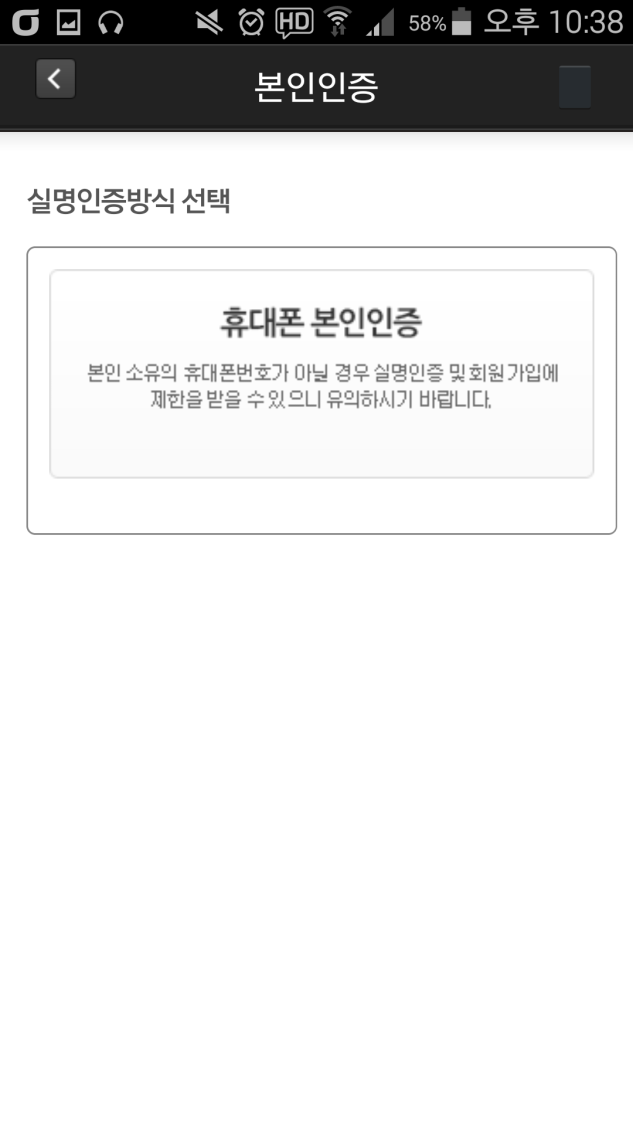 HD 58% 오후 10:38
본인인증
실명인증방식 선택
휴대폰 본인인증
본인 소유의 휴대폰번호가 아닐 경우 실명인증 및 회원가입에
제한을 받을 수 있으니 유의하시기 바랍니다.